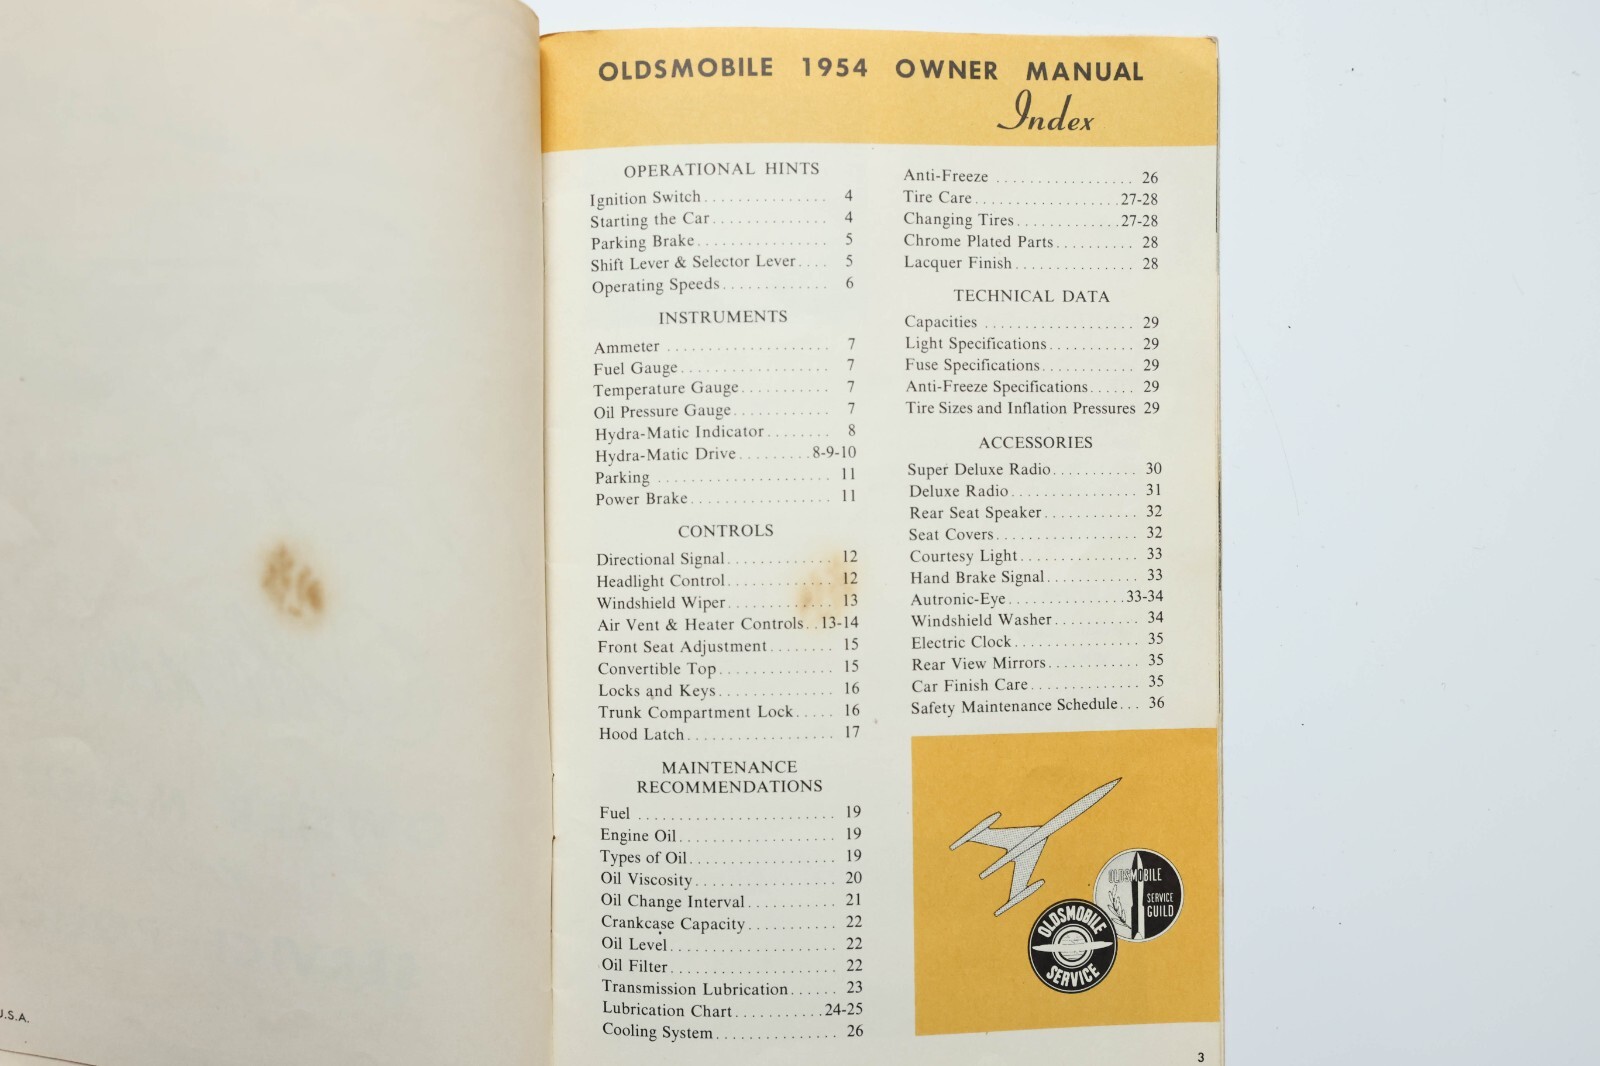 U.S.A.
OLDSMOBILE 1954 OWNER MANUAL
Index
OPERATIONAL HINTS
Ignition Switch............... 4
Starting the Car.............. 4
Parking Brake................ 5
Shift Lever & Selector Lever.... 5
Operating Speeds............. 6
INSTRUMENTS
Ammeter .................... 7
Fuel Gauge.................. 7
Temperature Gauge........... 7
Oil Pressure Gauge............ 7
Hydra-Matic Indicator........ 8
Hydra-Matic Drive.........8-9-10
Parking ..................... 11
Power Brake................. 11
CONTROLS
Directional Signal............. 12
Headlight Control............. 12
Windshield Wiper............. 13
Air Vent & Heater Controls..13-14
Front Seat Adjustment........ 15
Convertible Top.............. 15
Locks and Keys.............. 16
Trunk Compartment Lock..... 16
Hood Latch.................. 17
MAINTENANCE
RECOMMENDATIONS
Fuel ........................ 19
Engine Oil................... 19
Types of Oil.................. 19
Oil Viscosity................. 20
Oil Change Interval........... 21
Crankcase Capacity........... 22
Oil Level.................... 22
Oil Filter.................... 22
Transmission Lubrication...... 23
Lubrication Chart...........24-25
Cooling System............... 26
Anti-Freeze ................. 26
Tire Care..................27-28
Changing Tires.............27-28
Chrome Plated Parts.......... 28
Lacquer Finish............... 28
TECHNICAL DATA
Capacities ................... 29
Light Specifications........... 29
Fuse Specifications............ 29
Anti-Freeze Specifications...... 29
Tire Sizes and Inflation Pressures 29
ACCESSORIES
Super Deluxe Radio........... 30
Deluxe Radio................ 31
Rear Seat Speaker............ 32
Seat Covers.................. 32
Courtesy Light............... 33
Hand Brake Signal............ 33
Autronic-Eye...............33-34
Windshield Washer........... 34
Electric Clock................ 35
Rear View Mirrors............ 35
Car Finish Care.............. 35
Safety Maintenance Schedule... 36
OLDSMOBILE
SERVICE
GUILD
OLDSMOBILE
SERVICE
3